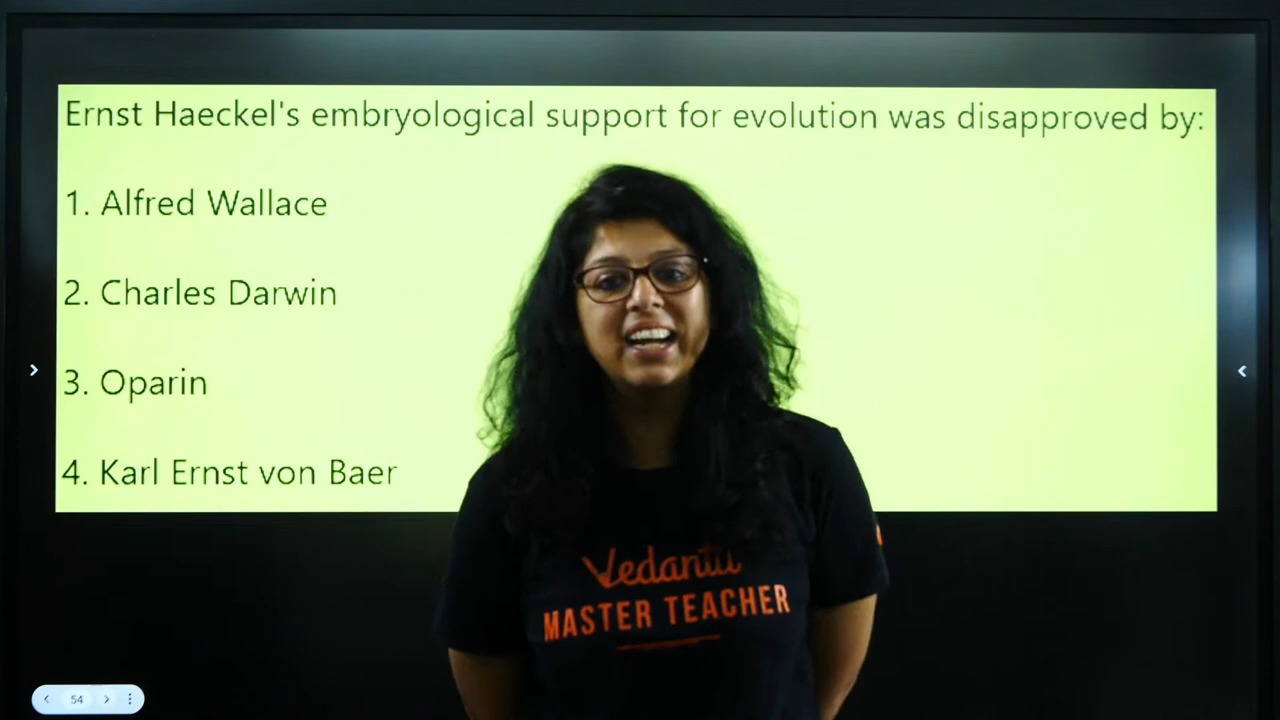 Ernst Haeckel's embryological support for evolution was disapproved by:
1. Alfred Wallace
2. Charles Darwin
3. Oparin
4. Karl Ernst von Baer
Vedantu
MASTER TEACHER
54